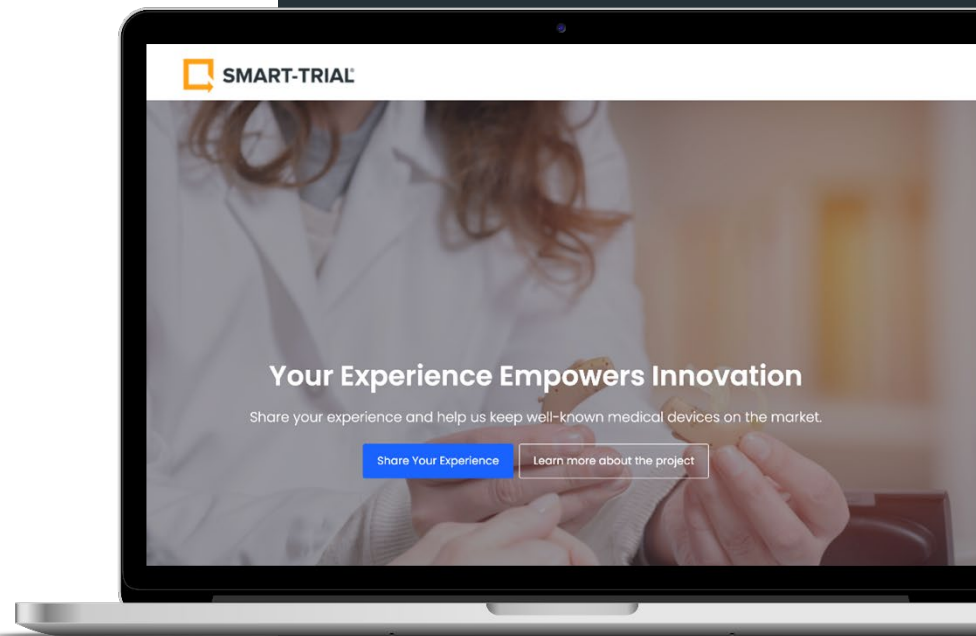 SMART-TRIAL®
Your Experience Empowers Innovation
Share your experience and help us keep well-known medical devices on the market.
Share Your Experience
Learn more about the project